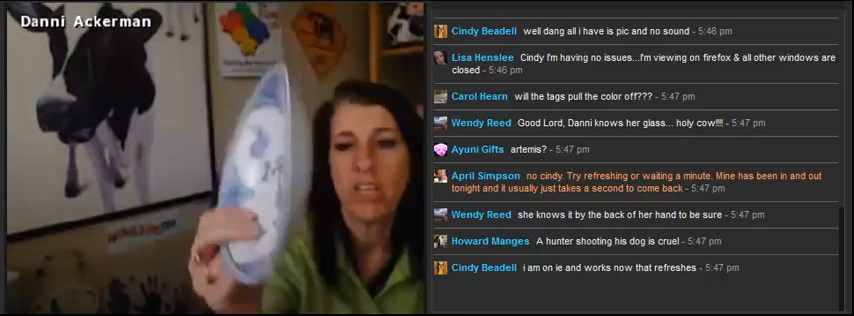 Danni Ackerman
Cindy Beadell well dang all i have is pic and no sound - 5:46 pm
Lisa Henslee Cindy I'm having no issues...I'm viewing on firefox & all other windows are
closed - 5:46 pm
Carol Hearn will the tags pull the color off??? - 5:47 pm
Wendy Reed Good Lord, Danni knows her glass... holy cow!!!! - 5:47 pm
Ayuni Gifts artemis? - 5:47 pm
April Simpson no cindy. Try refreshing or waiting a minute. Mine has been in and out
tonight and it usually just takes a second to come back - 5:47 pm
Wendy Reed she knows it by the back of her hand to be sure - 5:47 pm
Howard Manges A hunter shooting his dog is cruel - 5:47 pm
Cindy Beadell i am on ie and works now that refreshes - 5:47 pm